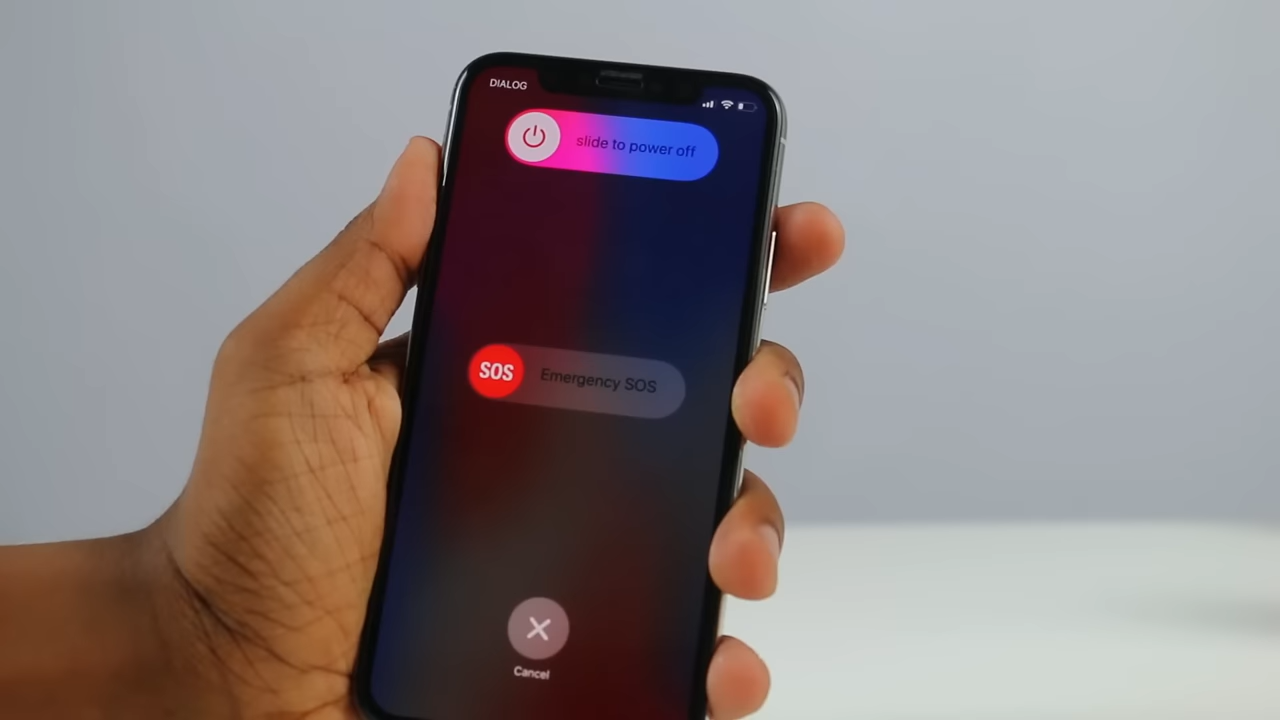 DIALOG
slide to power off
SOS
Emergency SOS
Cancel